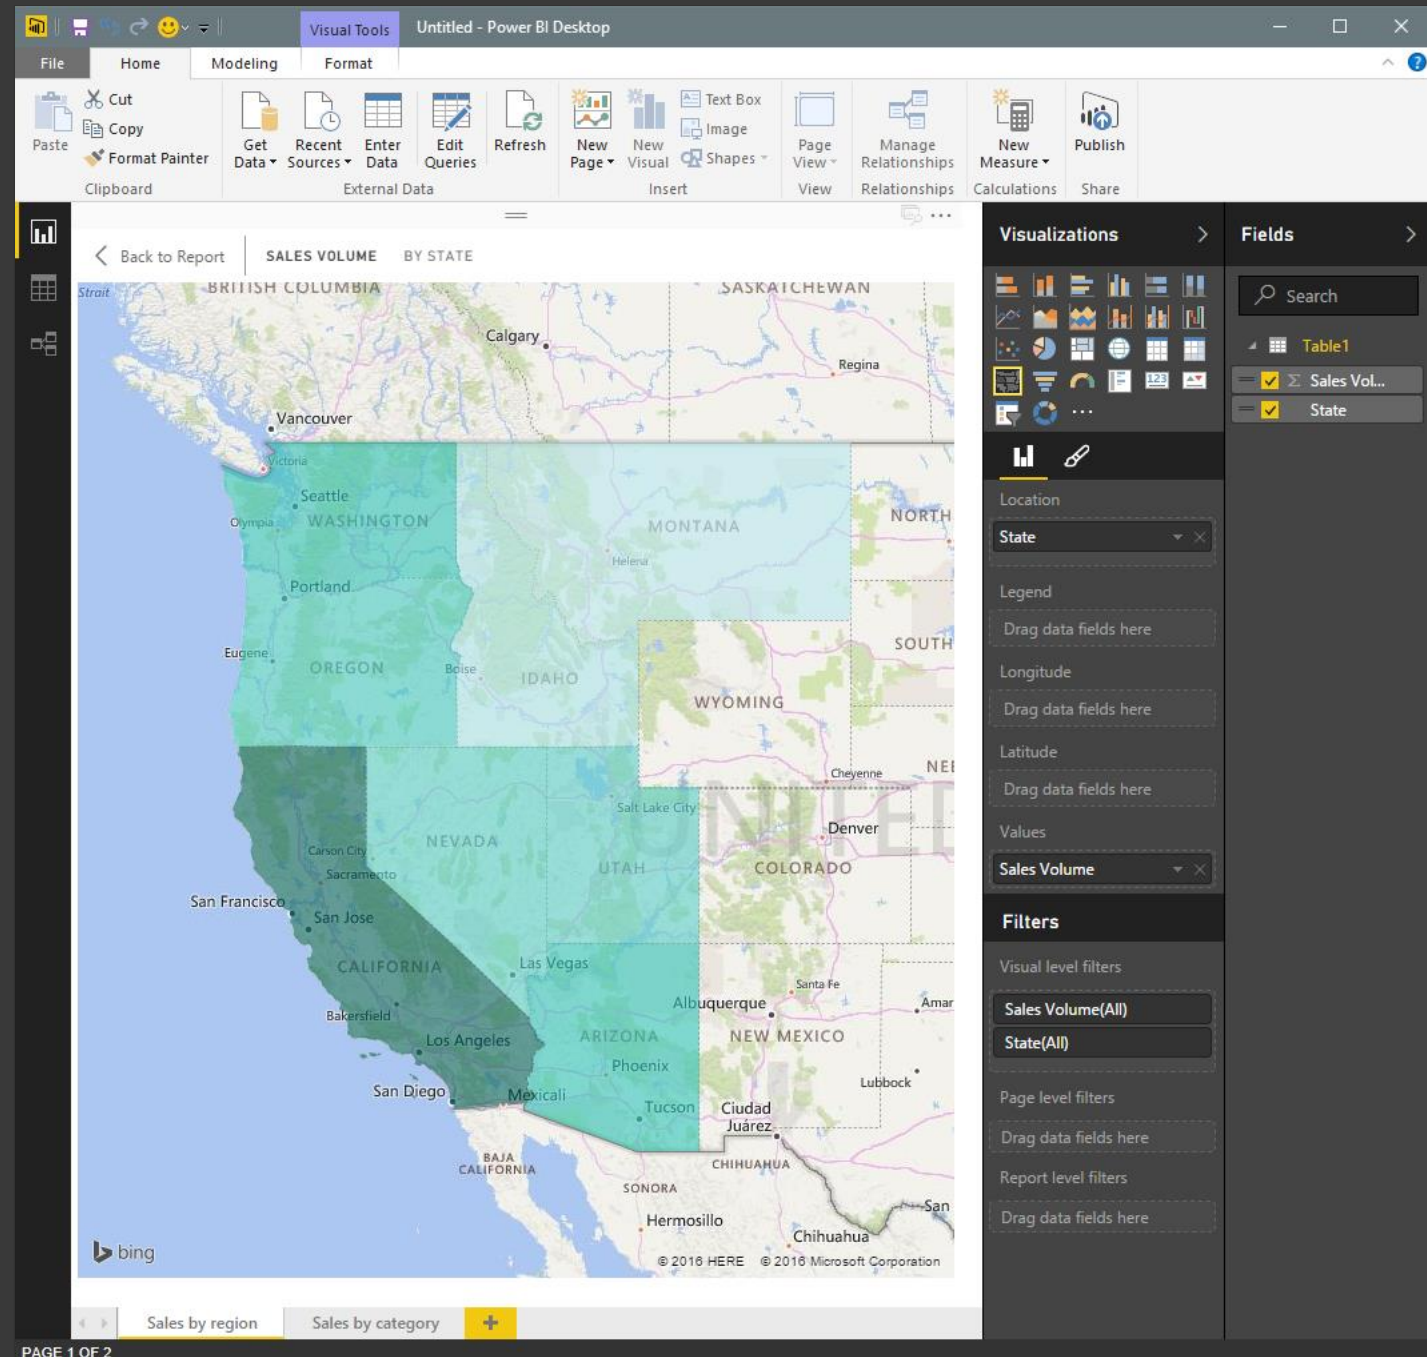 Visual Tools
Untitled - Power BI Desktop
File
Home
Modeling
Format
Paste
Cut
Copy
Format Painter
Clipboard
Get Data
Recent Sources
Enter Data
Edit Queries
Refresh
External Data
New Page
New Visual
Text Box
Image
Shapes
Insert
Page View
View
Manage Relationships
Relationships
New Measure
Calculations
Publish
Share
Back to Report
SALES VOLUME
BY STATE
Strait
BRITISH COLUMBIA
SASKATCHEWAN
Calgary
Regina
Vancouver
Victoria
Seattle
Olympia
WASHINGTON
MONTANA
NORTH
Helena
Portland
Eugene
OREGON
Boise
IDAHO
SOUTH
WYOMING
Cheyenne
NEE
Salt Lake City
UNITED
Denver
NEVADA
UTAH
COLORADO
Carson City
Sacramento
San Francisco
San Jose
CALIFORNIA
Las Vegas
Santa Fe
Albuquerque
Amar
Bakersfield
Los Angeles
ARIZONA
NEW MEXICO
Phoenix
Lubbock
San Diego
Mexicali
Tucson
Ciudad
Juárez
BAJA
CALIFORNIA
CHIHUAHUA
SONORA
San
Hermosillo
Chihuahua
bing
© 2016 HERE © 2016 Microsoft Corporation
Visualizations
123
Location
State
Legend
Drag data fields here
Longitude
Drag data fields here
Latitude
Drag data fields here
Values
Sales Volume
Filters
Visual level filters
Sales Volume(All)
State(All)
Page level filters
Drag data fields here
Report level filters
Drag data fields here
Fields
Search
Table1
Σ Sales Vol...
State
Sales by region
Sales by category
+
PAGE 1 OF 2